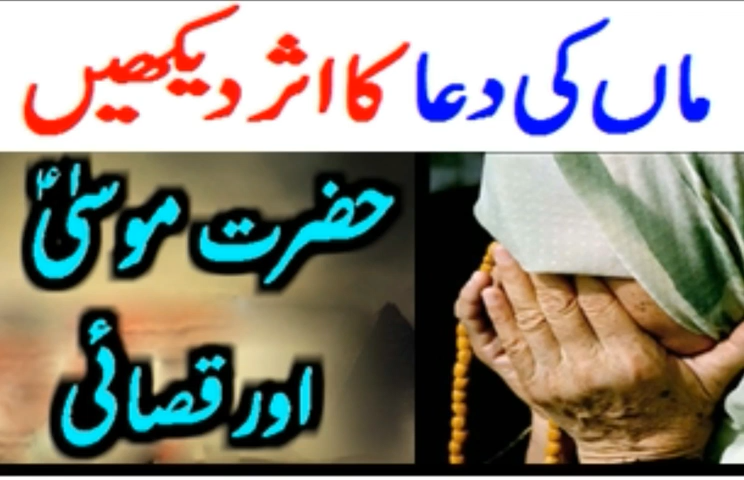 ماں کی دعا کا اثر دیکھیں
حضرت موسیٰؑ
اور قصائی